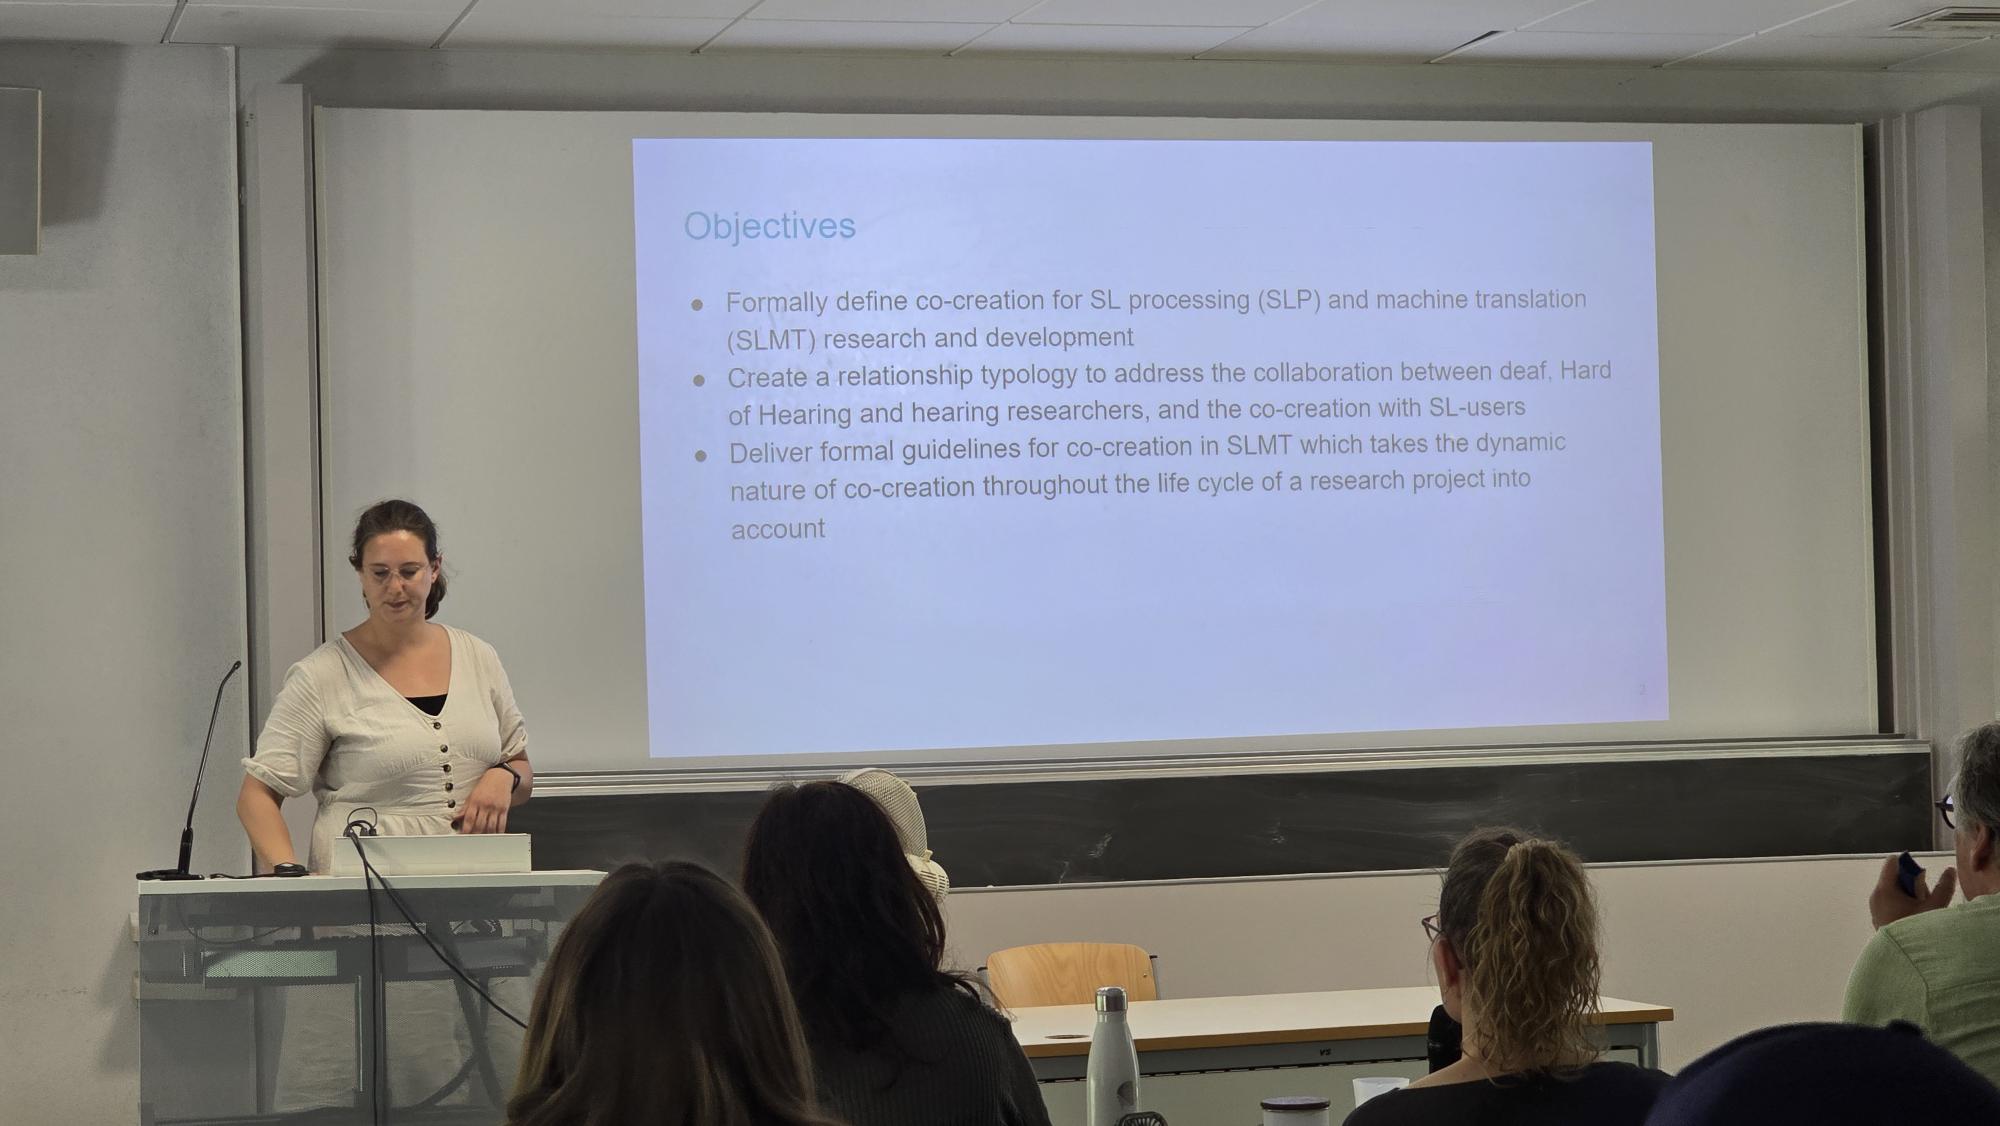 Objectives
● Formally define co-creation for SL processing (SLP) and machine translation
(SLMT) research and development
● Create a relationship typology to address the collaboration between deaf, Hard
of Hearing and hearing researchers, and the co-creation with SL-users
● Deliver formal guidelines for co-creation in SLMT which takes the dynamic
nature of co-creation throughout the life cycle of a research project into
account
2
VS